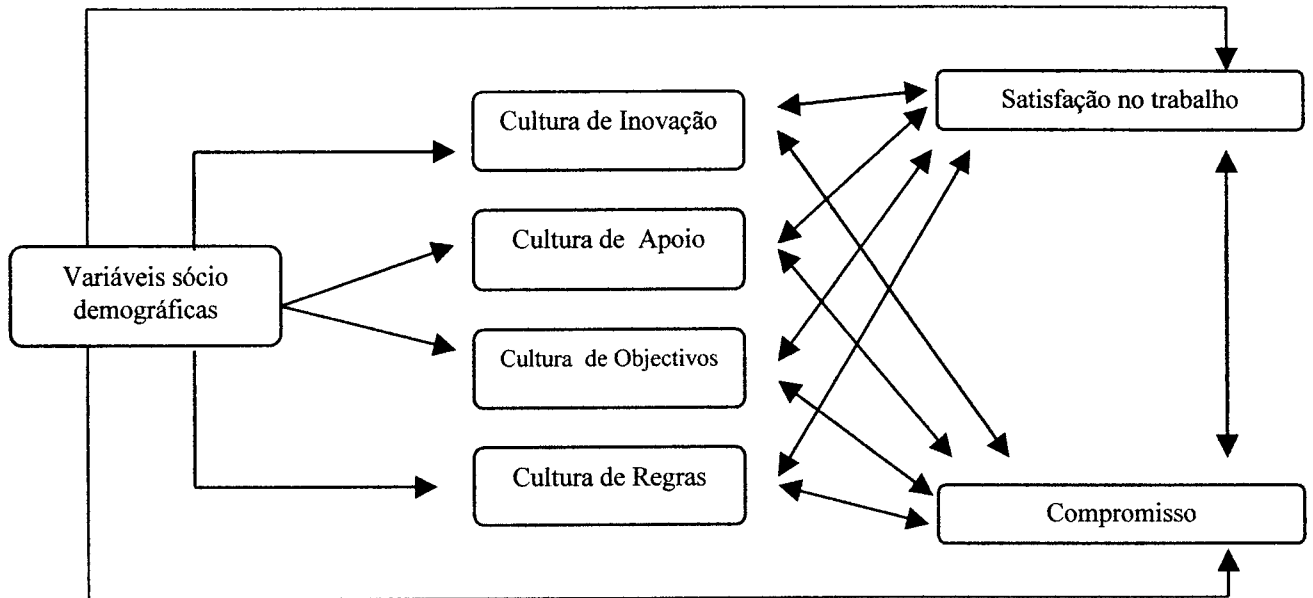 Satisfação no trabalho
Cultura de Inovação
Cultura de Apoio
Variáveis sócio
demográficas
Cultura de Objectivos
Cultura de Regras
Compromisso